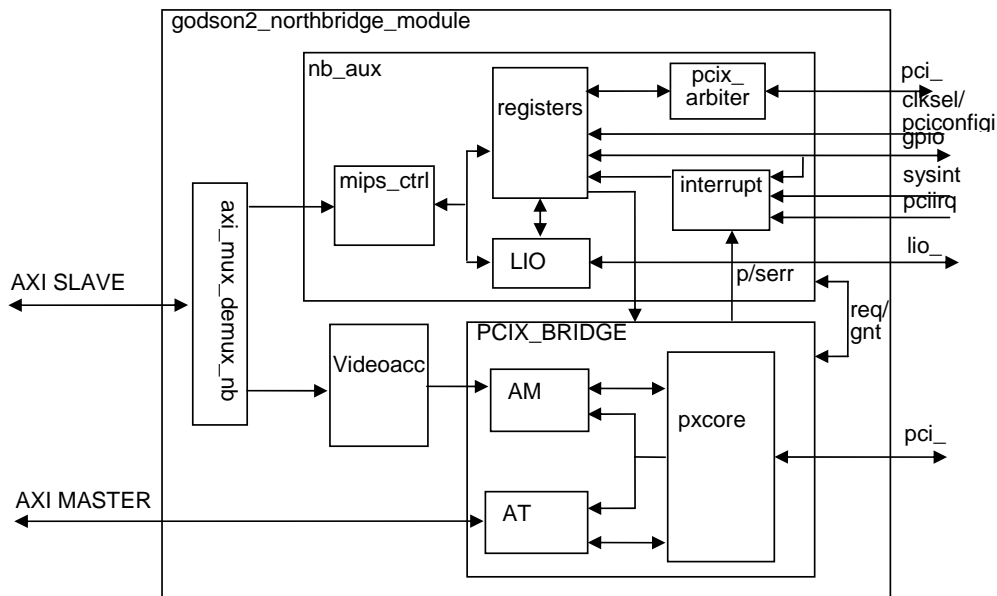 godson2_northbridge_module
nb_aux
registers
pcix_
arbiter
pci_
clksel/
pciconfigi
gpio
mips_ctrl
interrupt
sysint
pciirq
axi_mux_demux_nb
LIO
lio_
p/serr
AXI SLAVE
req/
gnt
PCIX_BRIDGE
Videoacc
AM
pxcore
pci_
AXI MASTER
AT